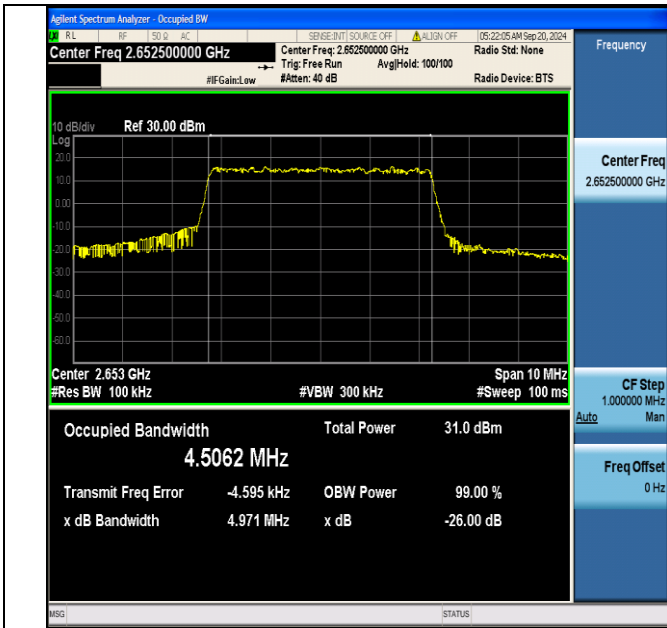 Agilent Spectrum Analyzer - Occupied BW
RL RF 50 Ω AC SENSE:INT SOURCE OFF ALIGN OFF 05:22:05 AM Sep 20, 2024
Center Freq 2.652500000 GHz
Center Freq: 2.652500000 GHz
Radio Std: None
Trig: Free Run Avg|Hold: 100/100
#IFGain:Low #Atten: 40 dB Radio Device: BTS
Frequency
10 dB/div Ref 30.00 dBm
Log
20.0
10.0
0.00
-10.0
-20.0
-30.0
-40.0
-50.0
-60.0
Center Freq
2.652500000 GHz
Center 2.653 GHz Span 10 MHz
#Res BW 100 kHz #VBW 300 kHz #Sweep 100 ms
CF Step
1.000000 MHz
Auto Man
Occupied Bandwidth Total Power 31.0 dBm
4.5062 MHz
Transmit Freq Error -4.595 kHz OBW Power 99.00 %
x dB Bandwidth 4.971 MHz x dB -26.00 dB
Freq Offset
0 Hz
MSG STATUS